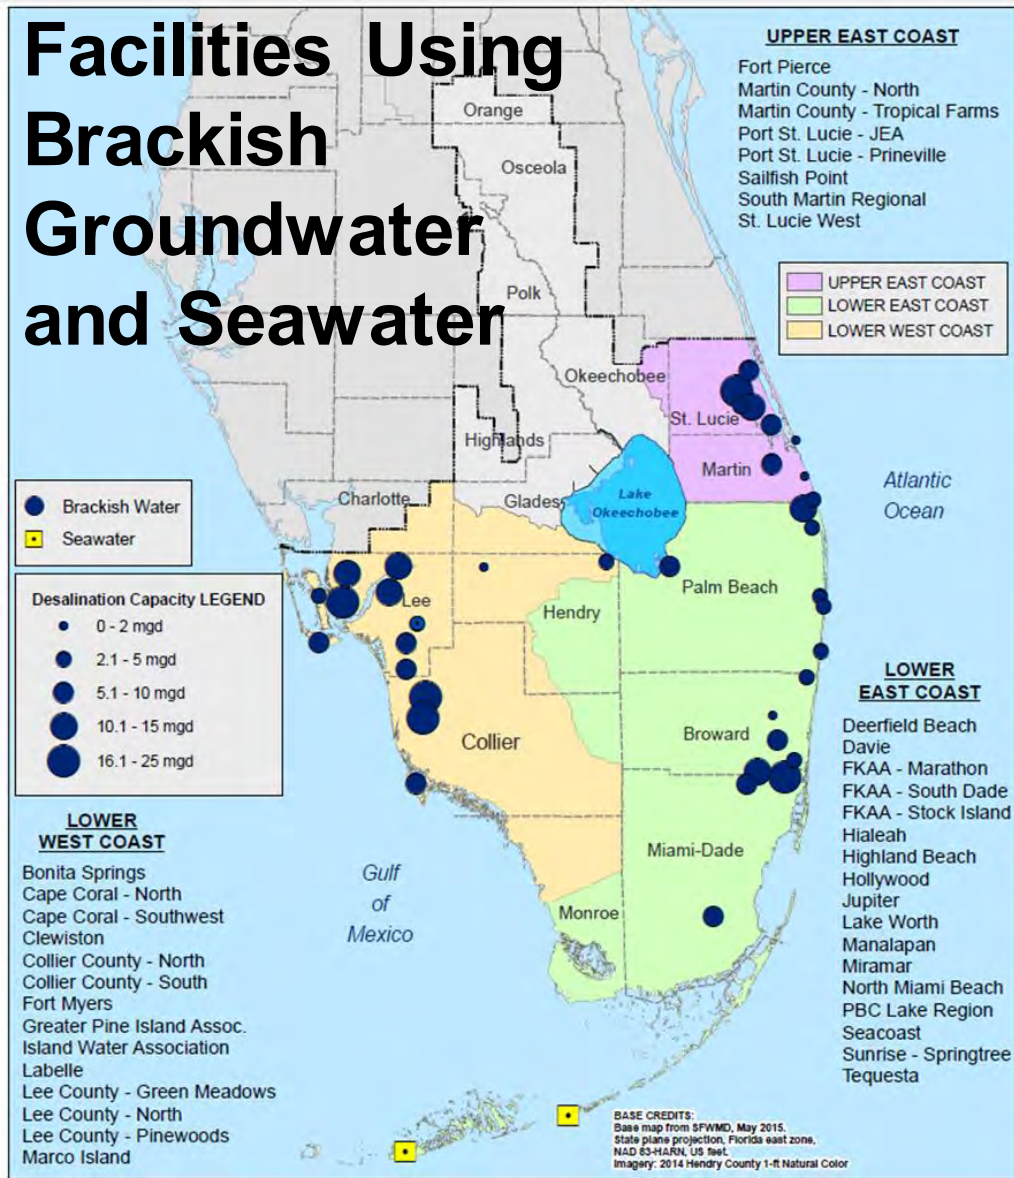 Facilities Using
Brackish
Groundwater
and Seawater
UPPER EAST COAST
Fort Pierce
Martin County - North
Martin County - Tropical Farms
Port St. Lucie - JEA
Port St. Lucie - Prineville
Sailfish Point
South Martin Regional
St. Lucie West
UPPER EAST COAST
LOWER EAST COAST
LOWER WEST COAST
Orange
Osceola
Polk
Okeechobee
St. Lucie
Highlands
Martin
Charlotte
Glades
Lake
Okeechobee
Atlantic
Ocean
Brackish Water
Seawater
Desalination Capacity LEGEND
0 - 2 mgd
2.1 - 5 mgd
5.1 - 10 mgd
10.1 - 15 mgd
16.1 - 25 mgd
Lee
Hendry
Palm Beach
Collier
Broward
Miami-Dade
Monroe
Gulf
of
Mexico
LOWER
WEST COAST
Bonita Springs
Cape Coral - North
Cape Coral - Southwest
Clewiston
Collier County - North
Collier County - South
Fort Myers
Greater Pine Island Assoc.
Island Water Association
Labelle
Lee County - Green Meadows
Lee County - North
Lee County - Pinewoods
Marco Island
LOWER
EAST COAST
Deerfield Beach
Davie
FKAA - Marathon
FKAA - South Dade
FKAA - Stock Island
Hialeah
Highland Beach
Hollywood
Jupiter
Lake Worth
Manalapan
Miramar
North Miami Beach
PBC Lake Region
Seacoast
Sunrise - Springtree
Tequesta
BASE CREDITS:
Base map from SFWMD, May 2015.
State plane projection, Florida east zone,
NAD 83-HARN, US feet.
Imagery: 2014 Hendry County 1-ft Natural Color